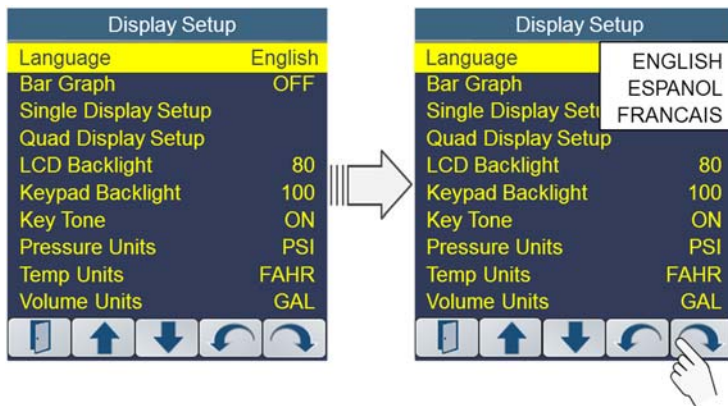 Display Setup
Language English
Bar Graph OFF
Single Display Setup
Quad Display Setup
LCD Backlight 80
Keypad Backlight 100
Key Tone ON
Pressure Units PSI
Temp Units FAHR
Volume Units GAL
Display Setup
Language
ENGLISH
Bar Graph
ESPANOL
Single Display Setu
FRANCAIS
Quad Display Setup
LCD Backlight 80
Keypad Backlight 100
Key Tone ON
Pressure Units PSI
Temp Units FAHR
Volume Units GAL